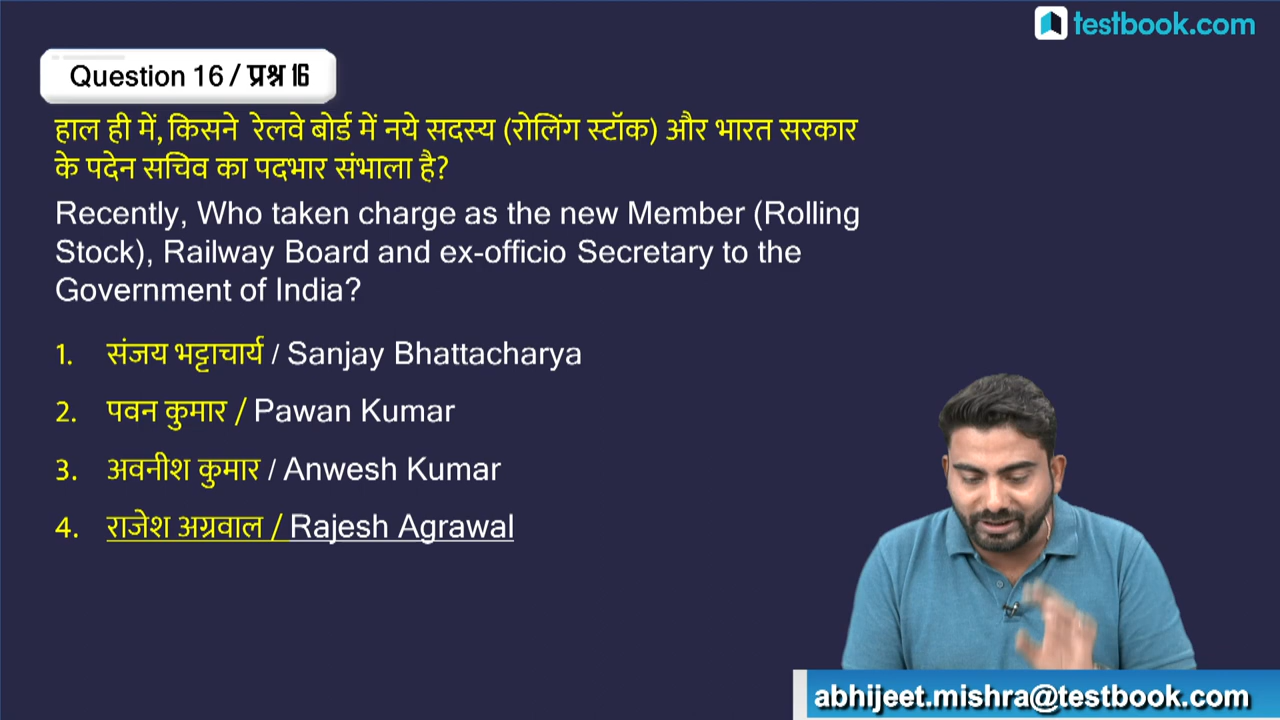 testbook.com
Question 16 / प्रश्न 16
हाल ही में, किसने रेलवे बोर्ड में नये सदस्य (रोलिंग स्टॉक) और भारत सरकार
के पदेन सचिव का पदभार संभाला है?
Recently, Who taken charge as the new Member (Rolling
Stock), Railway Board and ex-officio Secretary to the
Government of India?
1. संजय भट्टाचार्य / Sanjay Bhattacharya
2. पवन कुमार / Pawan Kumar
3. अवनीश कुमार / Anwesh Kumar
4. राजेश अग्रवाल / Rajesh Agrawal
abhijeet.mishra@testbook.com